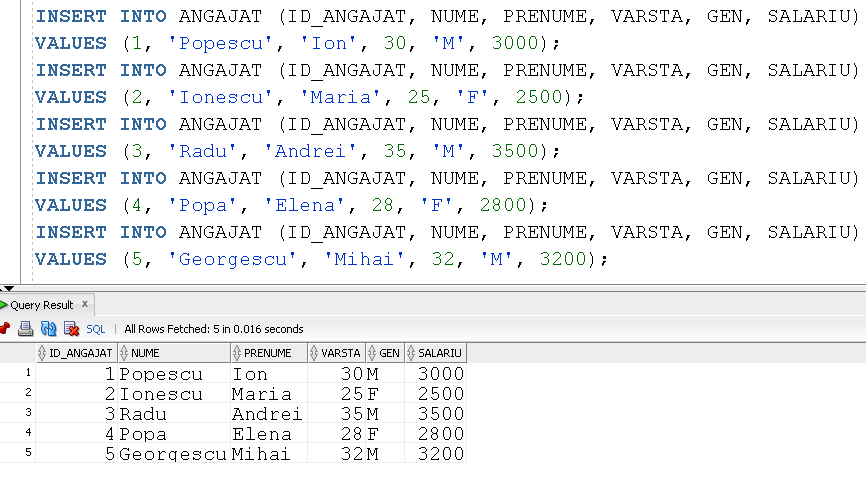 INSERT INTO ANGAJAT (ID_ANGAJAT, NUME, PRENUME, VARSTA, GEN, SALARIU)
VALUES (1, 'Popescu', 'Ion', 30, 'M', 3000);
INSERT INTO ANGAJAT (ID_ANGAJAT, NUME, PRENUME, VARSTA, GEN, SALARIU)
VALUES (2, 'Ionescu', 'Maria', 25, 'F', 2500);
INSERT INTO ANGAJAT (ID_ANGAJAT, NUME, PRENUME, VARSTA, GEN, SALARIU)
VALUES (3, 'Radu', 'Andrei', 35, 'M', 3500);
INSERT INTO ANGAJAT (ID_ANGAJAT, NUME, PRENUME, VARSTA, GEN, SALARIU)
VALUES (4, 'Popa', 'Elena', 28, 'F', 2800);
INSERT INTO ANGAJAT (ID_ANGAJAT, NUME, PRENUME, VARSTA, GEN, SALARIU)
VALUES (5, 'Georgescu', 'Mihai', 32, 'M', 3200);
Query Result x
SQL | All Rows Fetched: 5 in 0.016 seconds
ID_ANGAJAT NUME PRENUME VARSTA GEN SALARIU
1 1 Popescu Ion 30 M 3000
2 2 Ionescu Maria 25 F 2500
3 3 Radu Andrei 35 M 3500
4 4 Popa Elena 28 F 2800
5 5 Georgescu Mihai 32 M 3200